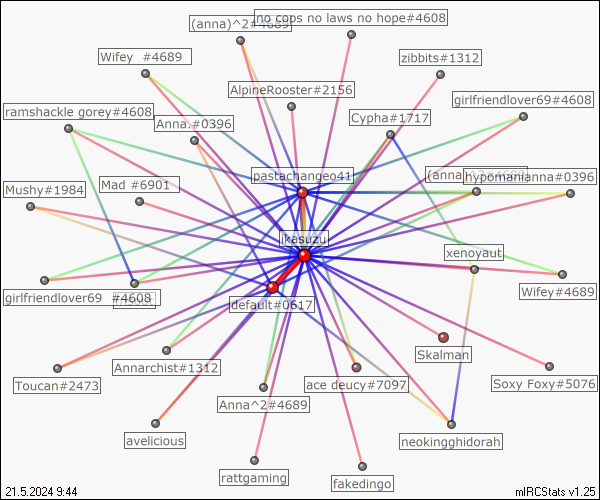 (anna)^2#4689
no cops no laws no hope#4608
Wifey #4689
zibbits#1312
AlpineRooster#2156
girlfriendlover69#4608
ramshackle gorey#4608
Anna.#0396
Cypha#1717
pastachangeo41
(anna
hypomanianna#0396
Mushy#1984
Mad #6901
ikasuzu
xenoyaut
girlfriendlover69 #4608
default#0617
Wifey#4689
Skalman
Annarchist#1312
Toucan#2473
ace deucy#7097
Soxy Foxy#5076
Anna^2#4689
avelicious
neokingghidorah
rattgaming
fakedingo
21.5.2024 9:44
mIRCStats v1.25